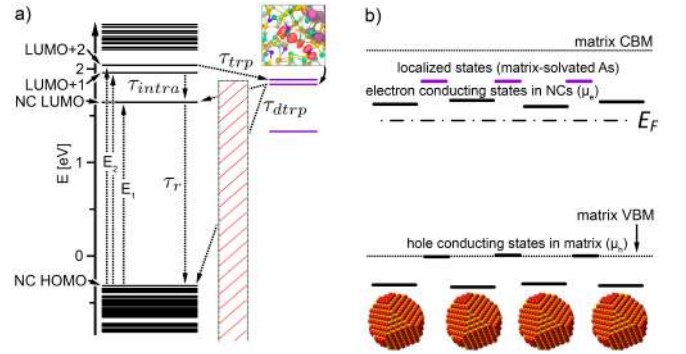 a)
LUMO+2
LUMO+1
NC LUMO
NC HOMO
E [eV]
2
1
0
E₂
E₁
τintra
τr
τtrp
τdtrp
b)
matrix CBM
localized states (matrix-solvated As)
electron conducting states in NCs (μe)
EF
matrix VBM
hole conducting states in matrix (μh)